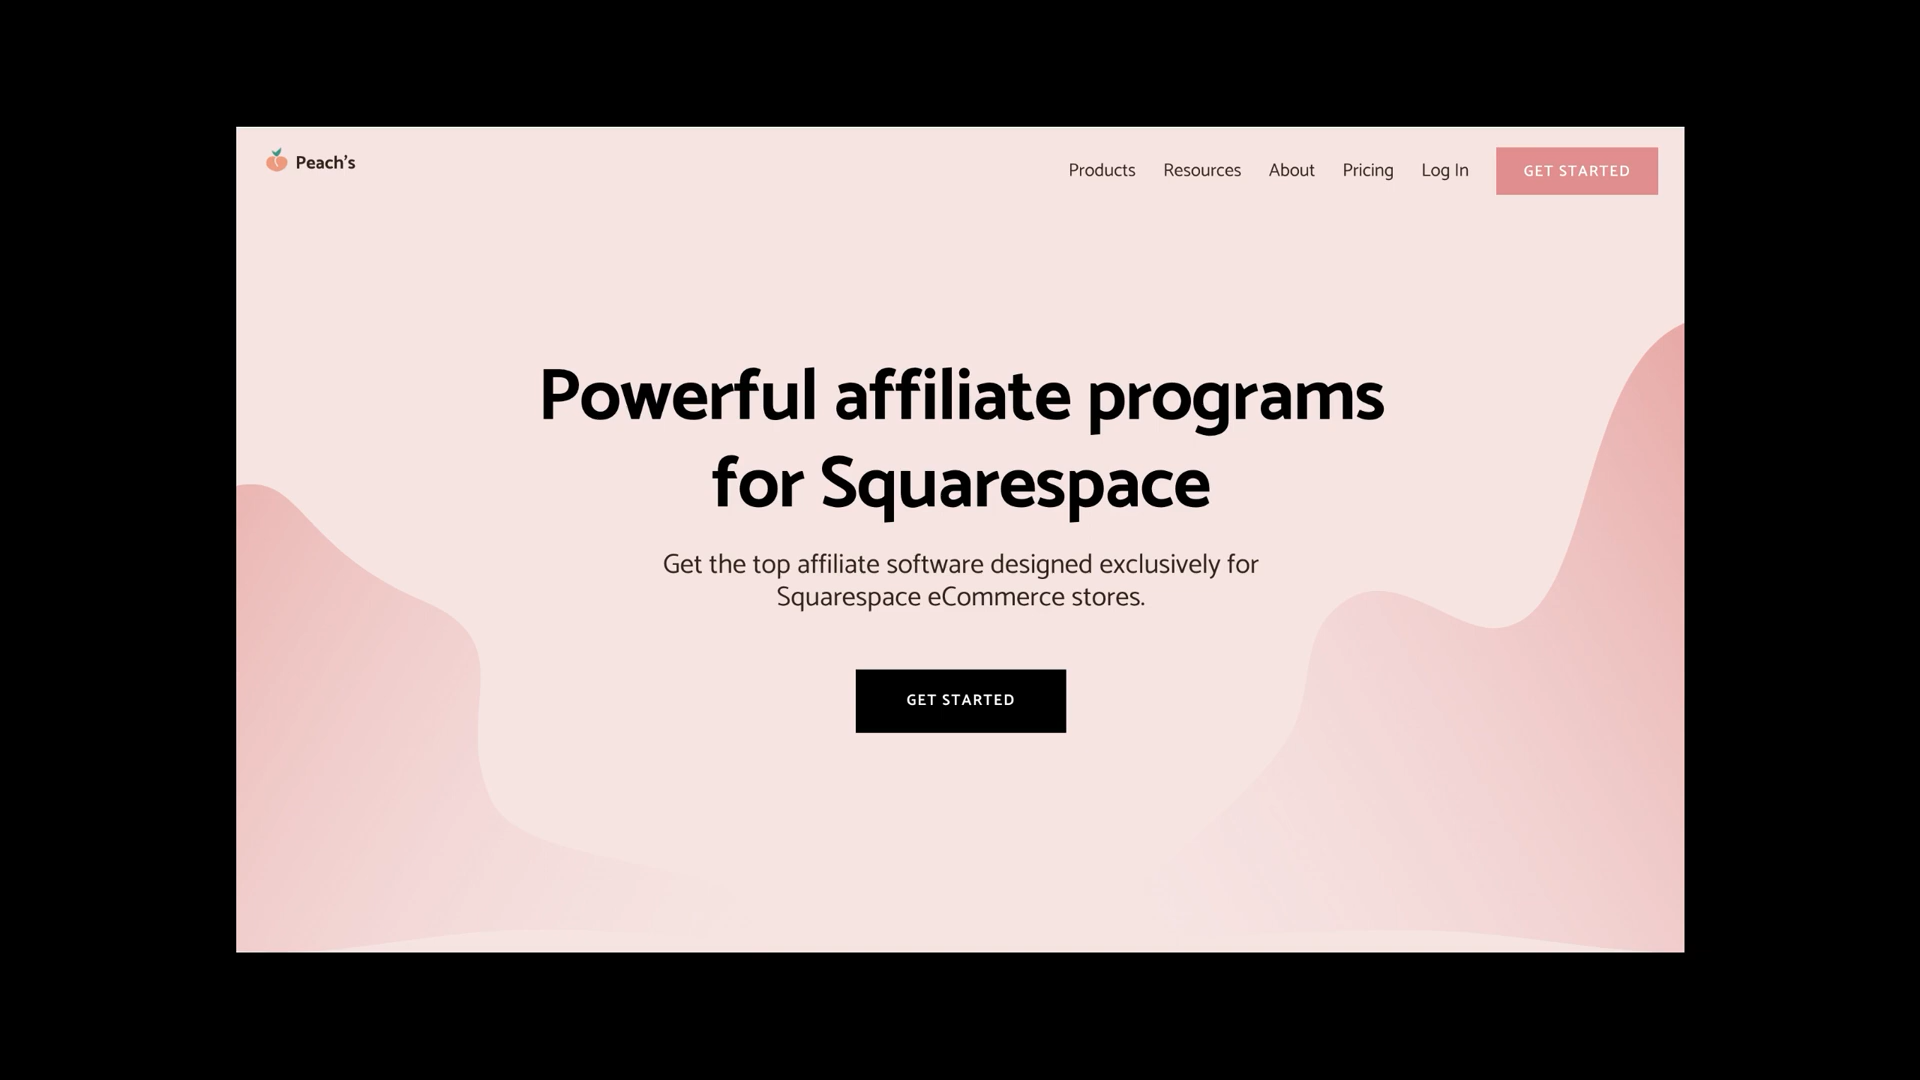 Peach's
Products Resources About Pricing Log In GET STARTED
Powerful affiliate programs
for Squarespace
Get the top affiliate software designed exclusively for
Squarespace eCommerce stores.
GET STARTED